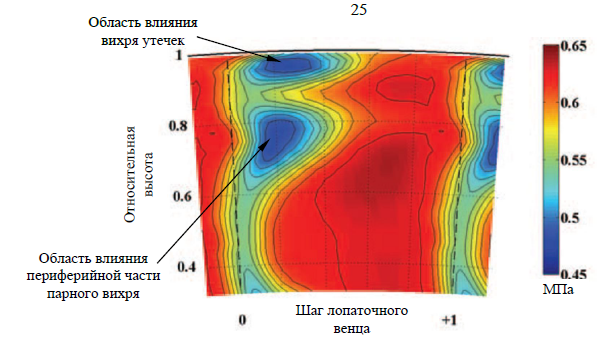 25
Область влияния
вихря утечек
1
0.8
0.6
0.4
Относительная
высота
Область влияния
периферийной части
парного вихря
0
Шаг лопаточного
венца
+1
0.65
0.6
0.55
0.5
0.45
МПа